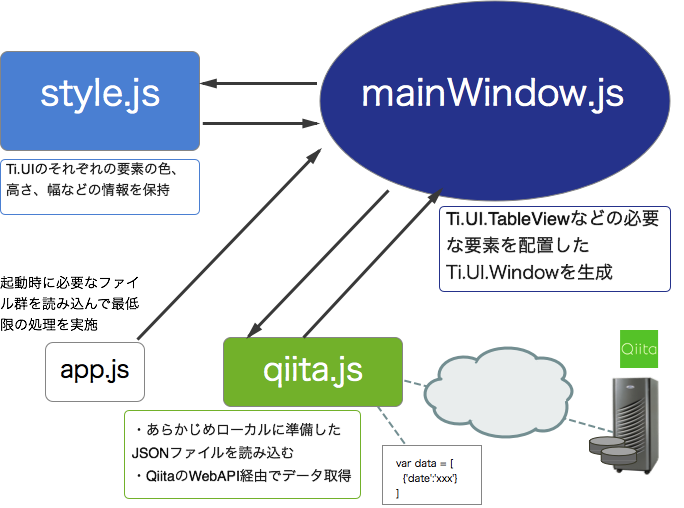 style.js
mainWindow.js
Ti.UIのそれぞれの要素の色、
高さ、幅などの情報を保持
Ti.UI.TableViewなどの必要
な要素を配置した
Ti.UI.Windowを生成
起動時に必要なファイ
ル群を読み込んで最低
限の処理を実施
app.js
qiita.js
Qiita
・あらかじめローカルに準備した
JSONファイルを読み込む
・QiitaのWebAPI経由でデータ取得
var data = [
{'date':'xxx'}
]